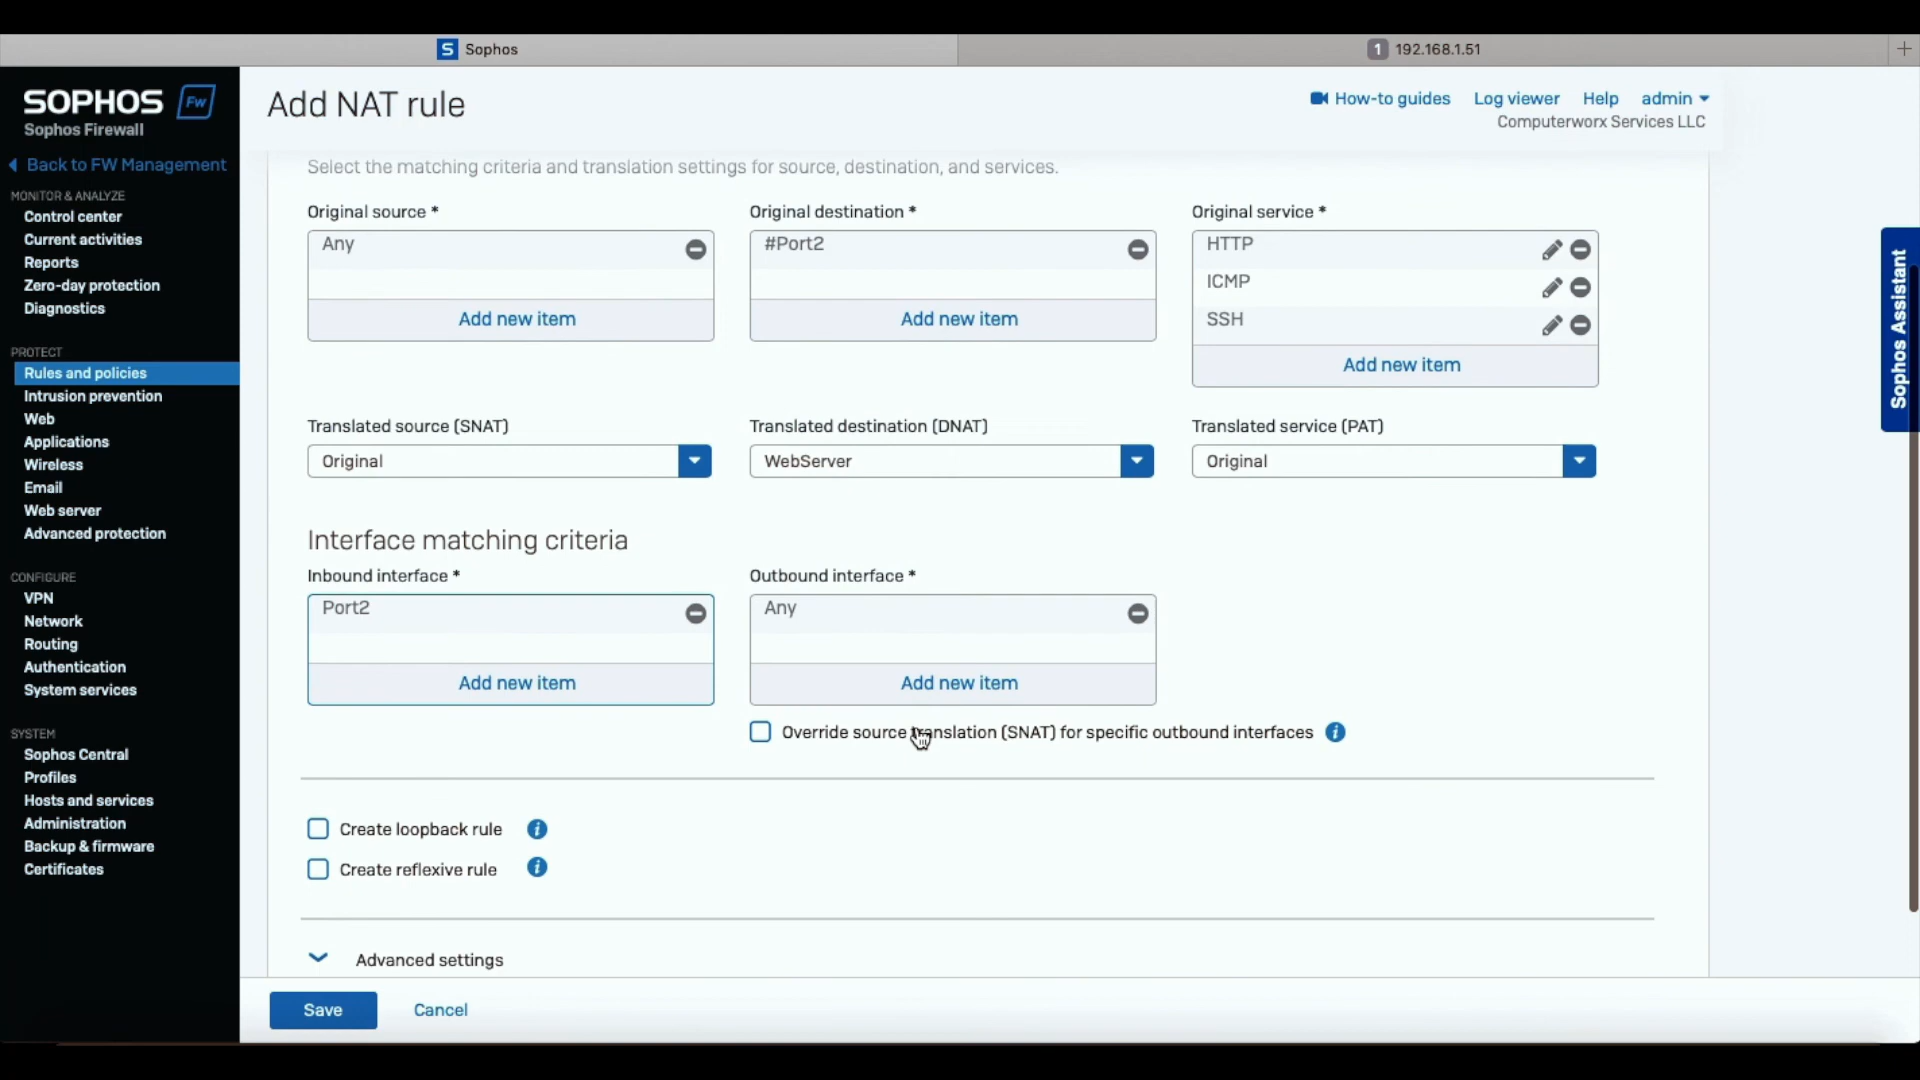 S Sophos
1 192.168.1.51
+
SOPHOS Fw
Sophos Firewall
Back to FW Management
MONITOR & ANALYZE
Control center
Current activities
Reports
Zero-day protection
Diagnostics
PROTECT
Rules and policies
Intrusion prevention
Web
Applications
Wireless
Email
Web server
Advanced protection
CONFIGURE
VPN
Network
Routing
Authentication
System services
SYSTEM
Sophos Central
Profiles
Hosts and services
Administration
Backup & firmware
Certificates
Add NAT rule
How-to guides Log viewer Help admin
Computerworx Services LLC
Select the matching criteria and translation settings for source, destination, and services.
Original source * Original destination * Original service *
Any #Port2 HTTP
ICMP
SSH
Add new item Add new item
Add new item
Translated source (SNAT) Translated destination (DNAT) Translated service (PAT)
Original WebServer Original
Interface matching criteria
Inbound interface * Outbound interface *
Port2 Any
Add new item Add new item
Override source translation (SNAT) for specific outbound interfaces i
Create loopback rule i
Create reflexive rule i
Advanced settings
Save Cancel
Sophos Assistant